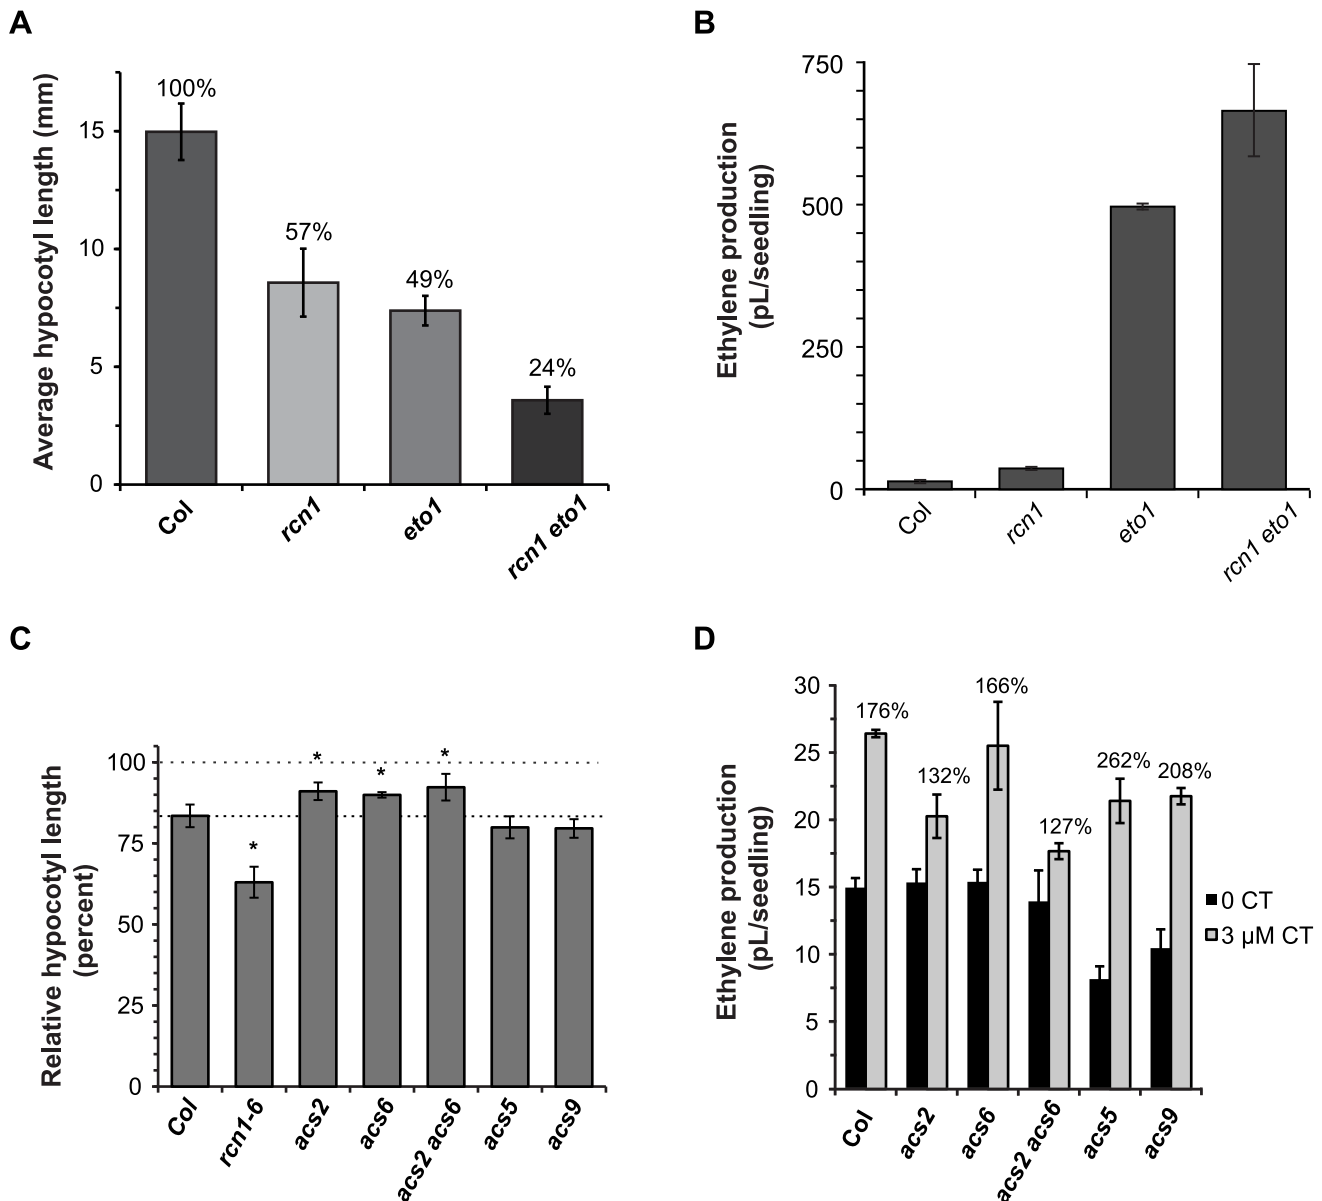 A
Average hypocotyl length (mm)
15
10
5
0
100%
57%
49%
24%
Col
rcn1
eto1
rcn1 eto1
B
Ethylene production
(pL/seedling)
750
500
250
0
Col
rcn1
eto1
rcn1 eto1
C
Relative hypocotyl length
(percent)
100
75
50
25
0
*
*
*
*
Col
rcn1-6
acs2
acs6
acs2 acs6
acs5
acs9
D
Ethylene production
(pL/seedling)
30
25
20
15
10
5
0
176%
132%
166%
127%
262%
208%
0 CT
3 µM CT
Col
acs2
acs6
acs2 acs6
acs5
acs9